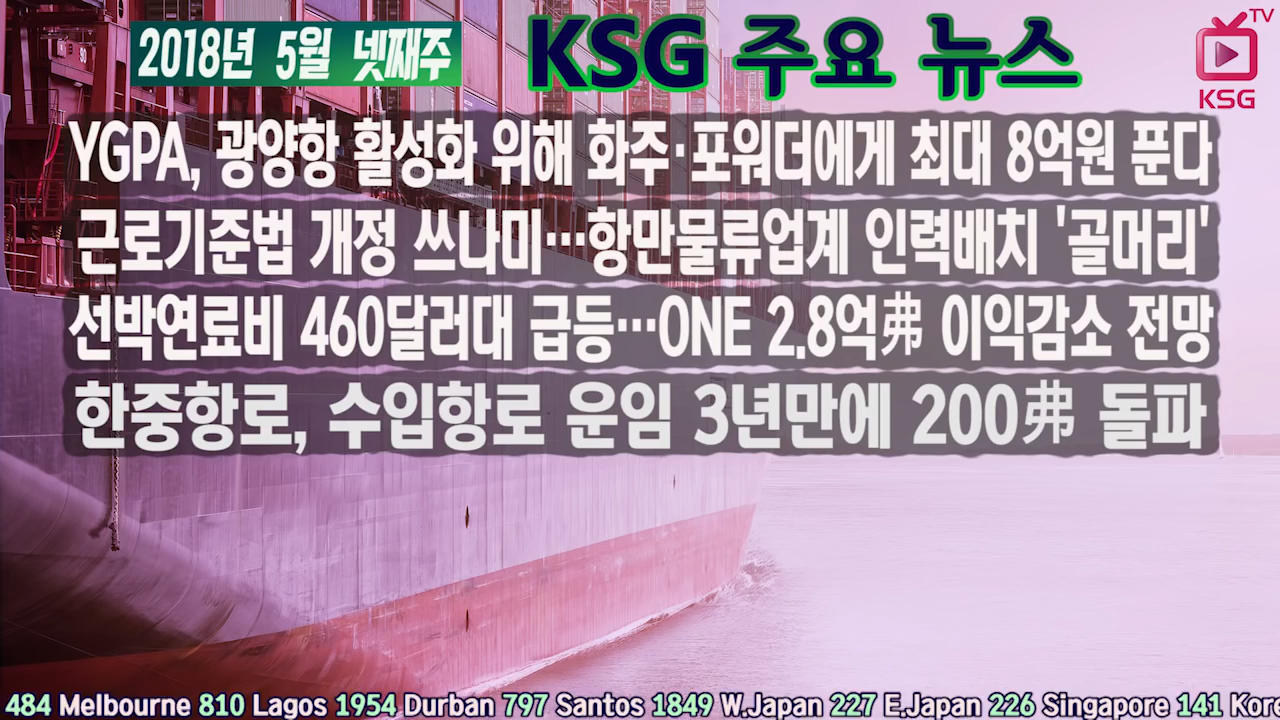 2018년 5월 넷째주
KSG 주요 뉴스
TV
KSG
YGPA, 광양항 활성화 위해 화주·포워더에게 최대 8억원 푼다
근로기준법 개정 쓰나미…항만물류업계 인력배치 '골머리'
선박연료비 460달러대 급등…ONE 2.8억弗 이익감소 전망
한중항로, 수입항로 운임 3년만에 200弗 돌파
484 Melbourne 810 Lagos 1954 Durban 797 Santos 1849 W.Japan 227 E.Japan 226 Singapore 141